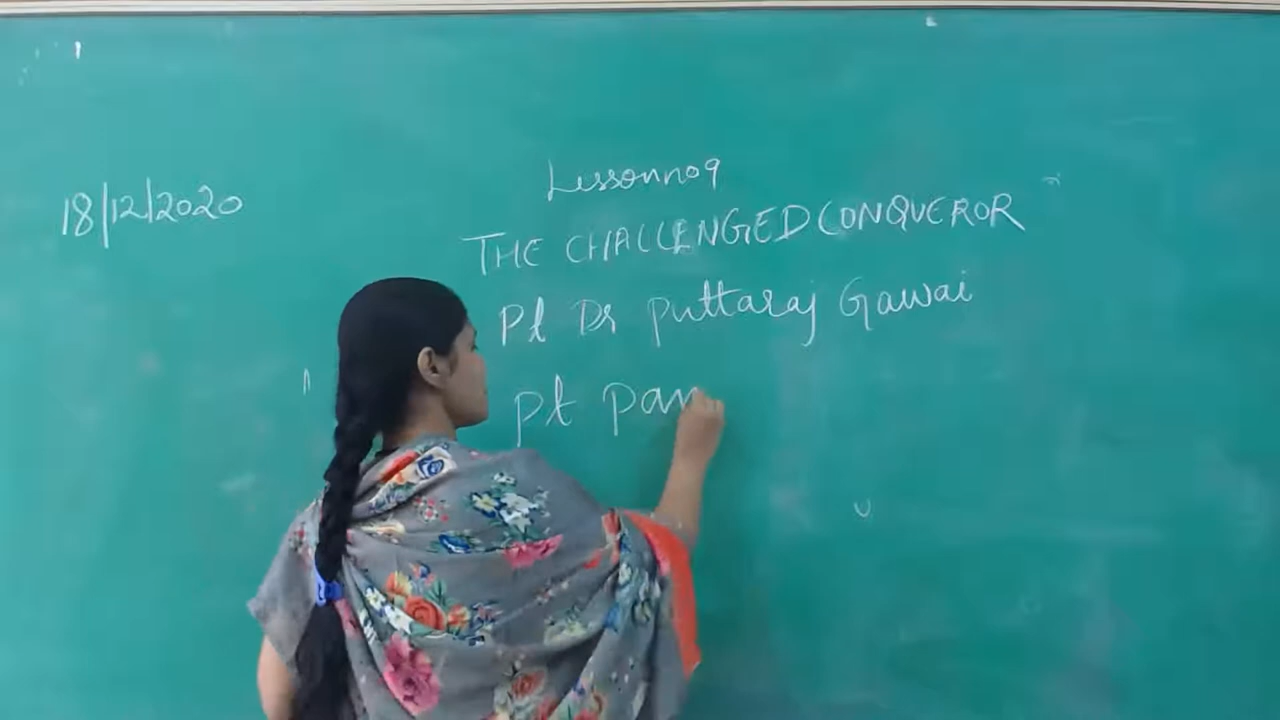 18/12/2020
Lesson no 9
THE CHALLENGED CONQUEROR
Pt Dr Puttaraj Gawai
pt pan